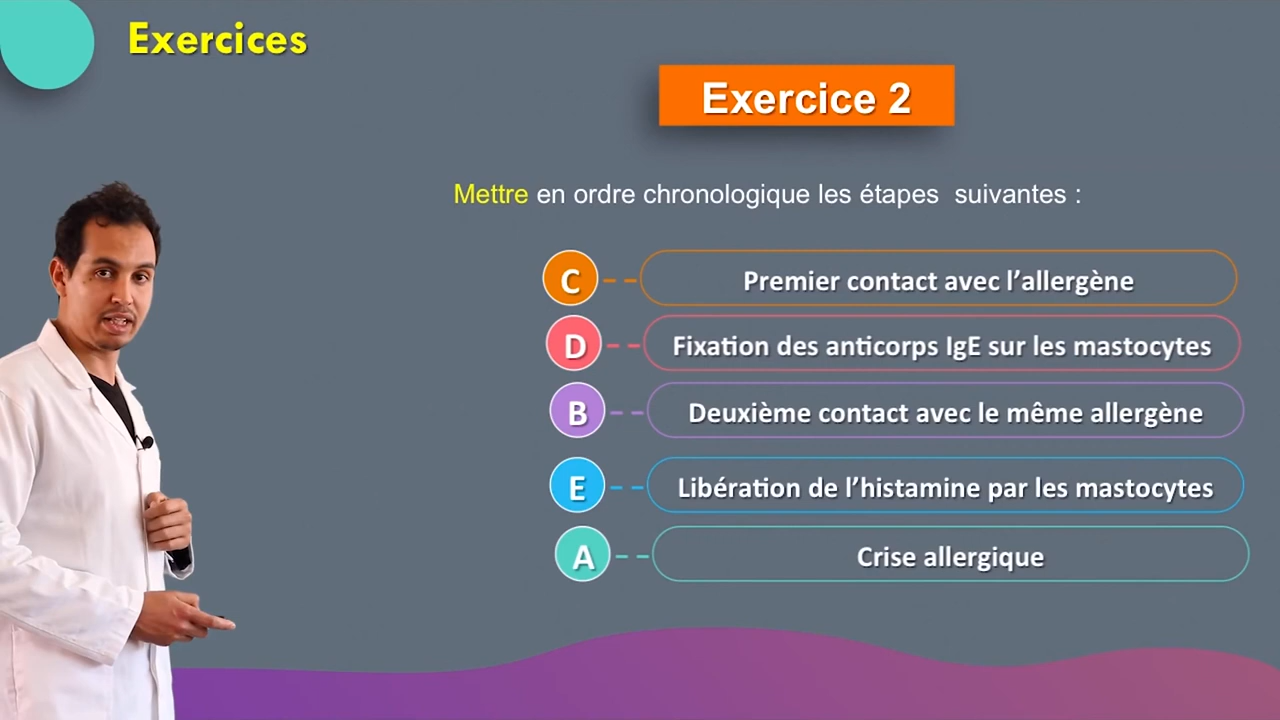 Exercices
Exercice 2
Mettre en ordre chronologique les étapes suivantes :
C Premier contact avec l’allergène
D Fixation des anticorps IgE sur les mastocytes
B Deuxième contact avec le même allergène
E Libération de l’histamine par les mastocytes
A Crise allergique